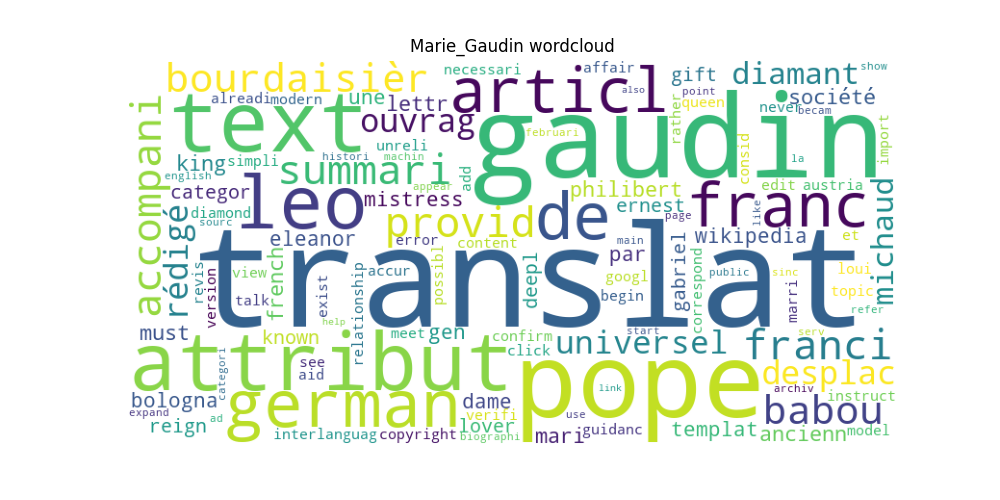 Marie_Gaudin wordcloud
bourdaisièr necessari affair gift diamant show
alreadi modern une lettr articl also point queen never société becam
text ouvrag gaudin rather import
accompani unreli februari consid
king simpli summari histori machin la
english appear add philibert edit austria
categor leo mistress de ernest franc michaud
rédigé diamond sourc provid page like
eleanor error content main wikipedia et
revis view french accur possibl deepl par googl gabriel public sinc loui
version talk translat exist relationship begin correspond marri topic refer
must known help meet gen confirm start serv
attribut see click universel franci
categori aid pope link desplac
bologna german dame archiv instruct
expand reign ad verifi use babou
interlanguag copyright lover biographi mari guidanc templat ancienn model